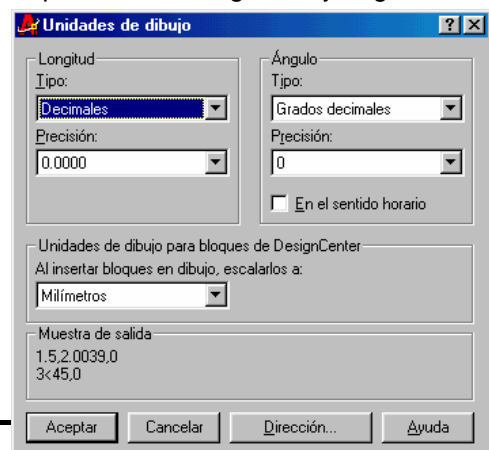 Unidades de dibujo
Longitud
Tipo:
Decimales
Precisión:
0.0000
Ángulo
Tipo:
Grados decimales
Precisión:
0
En el sentido horario
Unidades de dibujo para bloques de DesignCenter
Al insertar bloques en dibujo, escalarlos a:
Milímetros
Muestra de salida
1.5,2.0039,0
3<45,0
Aceptar Cancelar Dirección... Ayuda